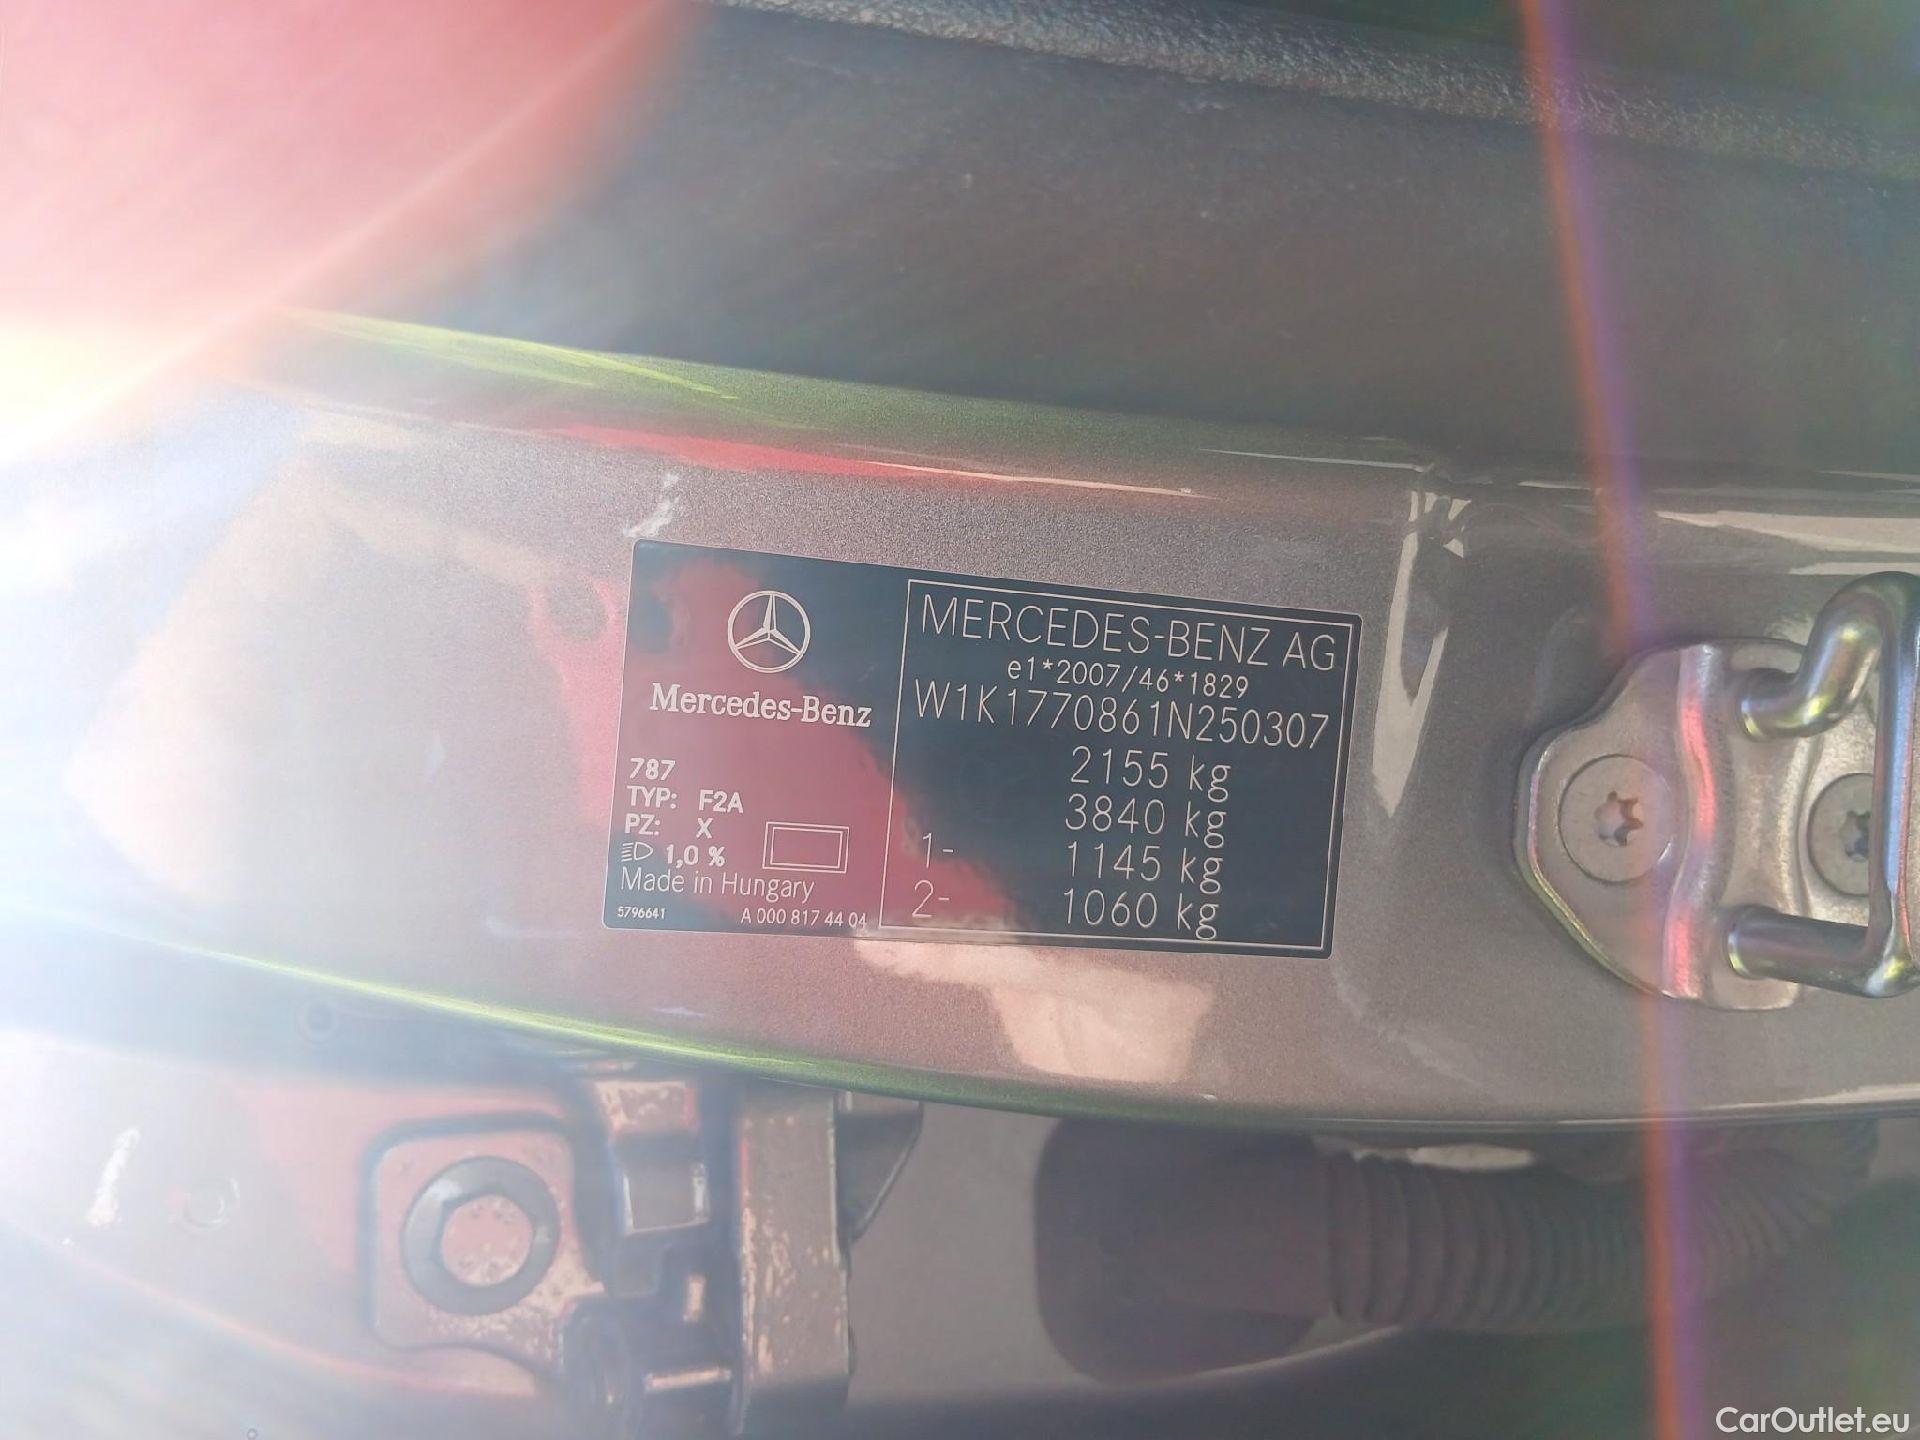 Mercedes-Benz
787
TYP: F2A
PZ: X
1,0 %
Made in Hungary
5796641 A 000 817 44 04
MERCEDES-BENZ AG
e1*2007/46*1829
W1K1770861N250307
2155 kg
3840 kg
1- 1145 kg
2- 1060 kg
CarOutlet.eu